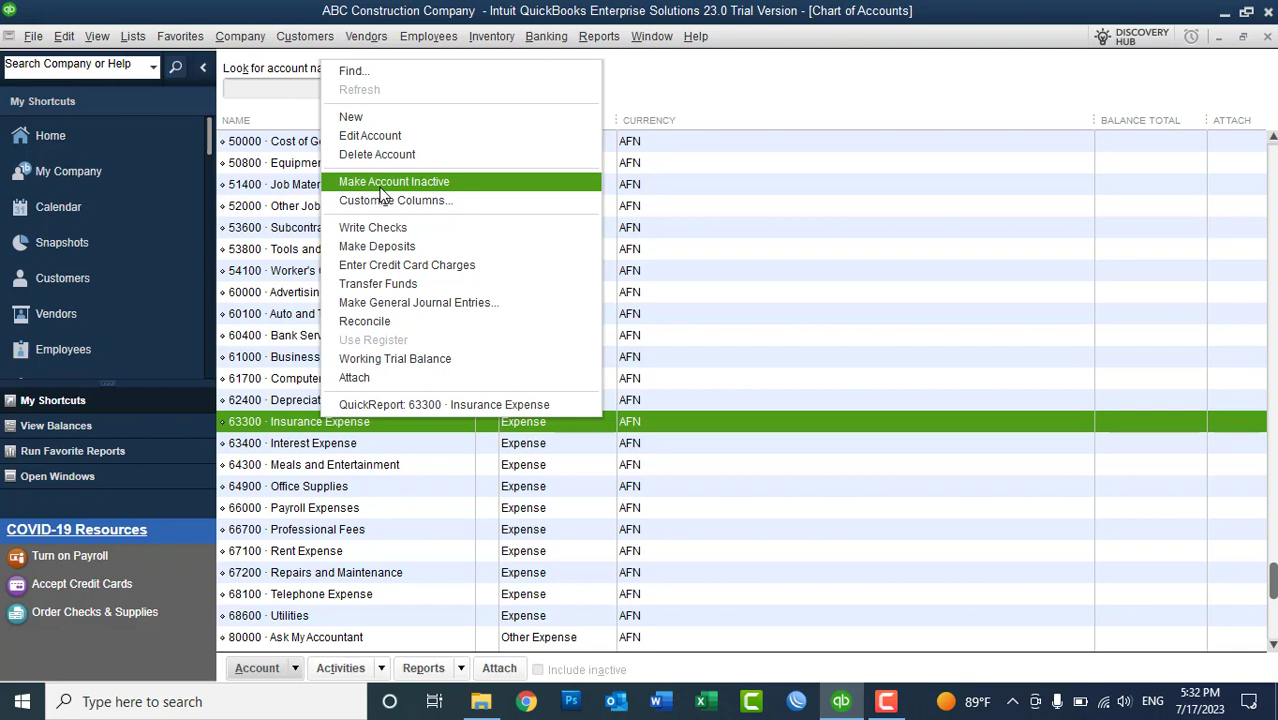 ABC Construction Company - Intuit QuickBooks Enterprise Solutions 23.0 Trial Version - [Chart of Accounts]
File Edit View Lists Favorites Company Customers Vendors Employees Inventory Banking Reports Window Help
DISCOVERY
HUB
Search Company or Help
My Shortcuts
Home
My Company
Calendar
Snapshots
Customers
Vendors
Employees
My Shortcuts
View Balances
Run Favorite Reports
Open Windows
COVID-19 Resources
Turn on Payroll
Accept Credit Cards
Order Checks & Supplies
Look for account
NAME CURRENCY BALANCE TOTAL ATTACH
Find...
Refresh
New
Edit Account
Delete Account
Make Account Inactive
Customize Columns...
Write Checks
Make Deposits
Enter Credit Card Charges
Transfer Funds
Make General Journal Entries...
Reconcile
Use Register
Working Trial Balance
Attach
QuickReport: 63300 · Insurance Expense
50000 · Cost of AFN
50800 · AFN
51400 · Job AFN
52000 · Other Job AFN
53600 · AFN
53800 · Tools and AFN
54100 · Worker's AFN
60000 · AFN
60100 · Auto and AFN
60400 · Bank AFN
61000 · Business AFN
61700 · AFN
62400 · AFN
63300 · Insurance Expense Expense AFN
63400 · Interest Expense Expense AFN
64300 · Meals and Entertainment Expense AFN
64900 · Office Supplies Expense AFN
66000 · Payroll Expenses Expense AFN
66700 · Professional Fees Expense AFN
67100 · Rent Expense Expense AFN
67200 · Repairs and Maintenance Expense AFN
68100 · Telephone Expense Expense AFN
68600 · Utilities Expense AFN
80000 · Ask My Accountant Other Expense AFN
Account Activities Reports Attach Include inactive
Type here to search
89°F ENG 5:32 PM
7/17/2023